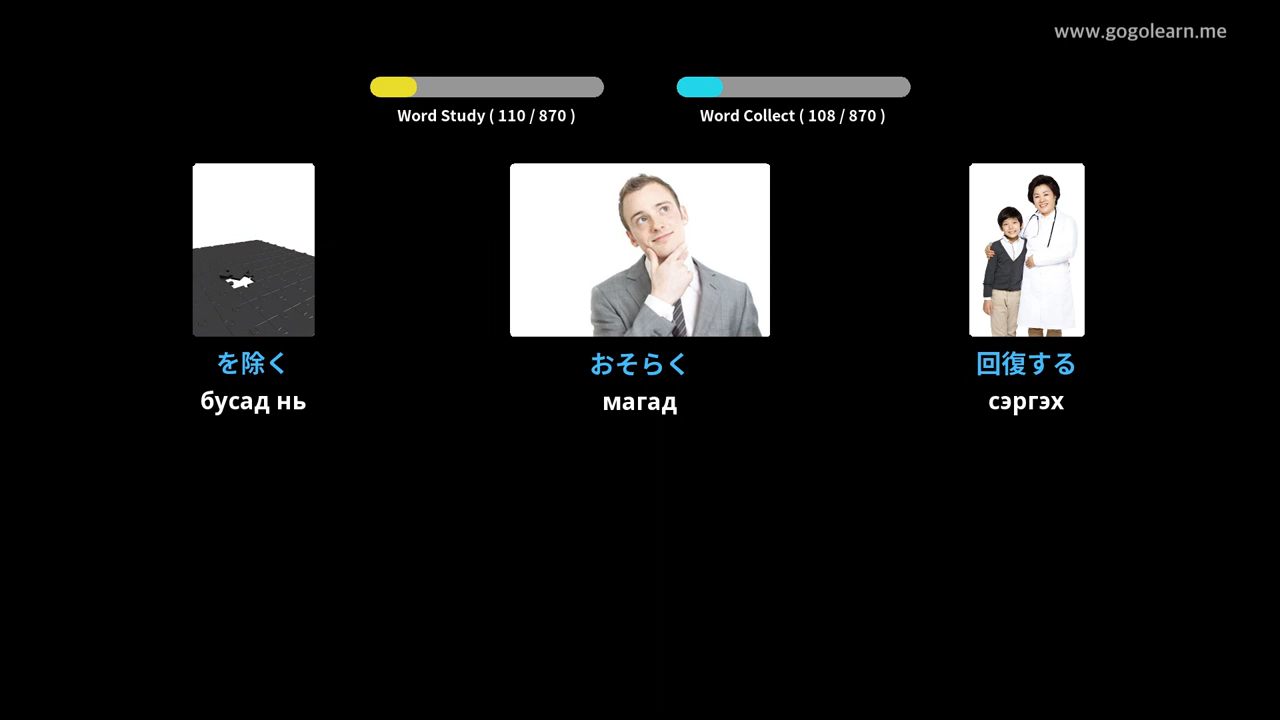 www.gogolearn.me
Word Study ( 110 / 870 )
Word Collect ( 108 / 870 )
を除く
おそらく
回復する
бусад нь
магад
сэргэх